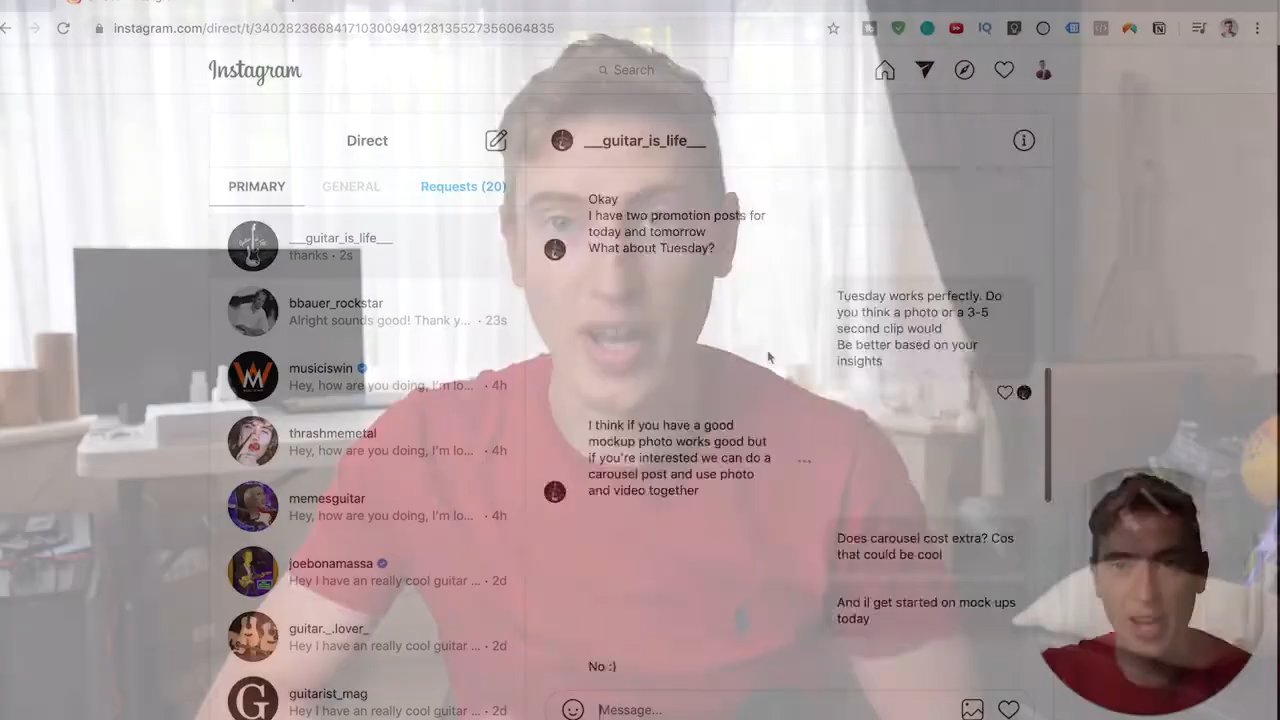 instagram.com/direct/t/340282366841710300949128135527356064835
Instagram
Search
Direct
__guitar_is_life__
PRIMARY
GENERAL
Requests (20)
__guitar_is_life__
thanks · 2s
bbauer_rockstar
Alright sounds good! Thank y... · 23s
musiciswin
Hey, how are you doing, I'm lo... · 4h
thrashmemetal
Hey, how are you doing, I'm lo... · 4h
memesguitar
Hey, how are you doing, I'm lo... · 4h
joebonamassa
Hey I have an really cool guitar ... · 2d
guitar._.lover_
Hey I have an really cool guitar ... · 2d
guitarist_mag
Hey I have an really cool guitar ... · 2d
Okay
I have two promotion posts for
today and tomorrow
What about Tuesday?
Tuesday works perfectly. Do
you think a photo or a 3-5
second clip would
Be better based on your
insights
I think if you have a good
mockup photo works good but
if you're interested we can do a
carousel post and use photo
and video together
Does carousel cost extra? Cos
that could be cool
And il get started on mock ups
today
No :)
Message...